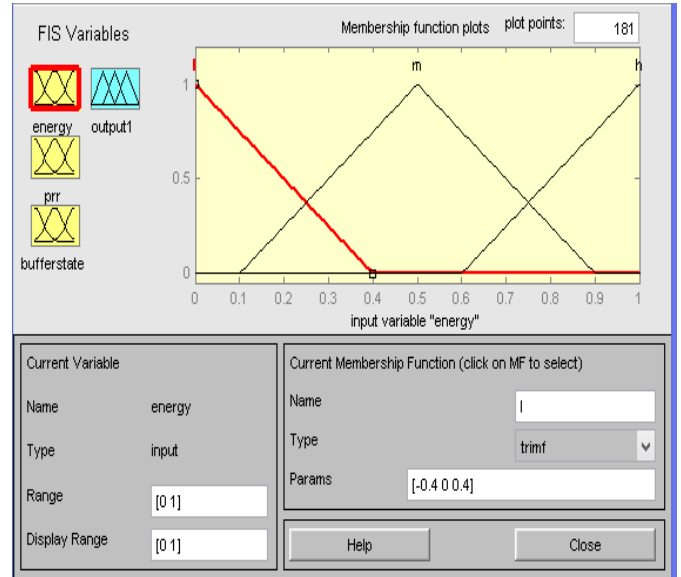 FIS Variables
Membership function plots
plot points:
181
energy
output1
prr
bufferstate
l
m
h
1
0.5
0
0 0.1 0.2 0.3 0.4 0.5 0.6 0.7 0.8 0.9 1
input variable "energy"
Current Variable
Name energy
Type input
Range [0 1]
Display Range [0 1]
Current Membership Function (click on MF to select)
Name l
Type trimf
Params [-0.4 0 0.4]
Help Close